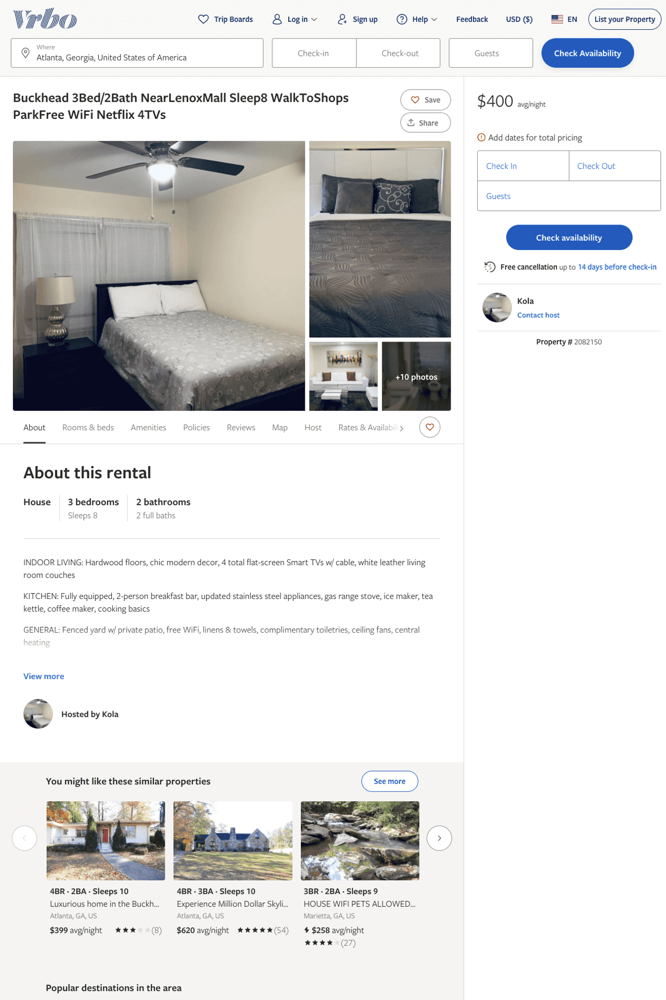 Vrbo
Trip Boards
Log in
Sign up
Help
Feedback
USD ($)
EN
List your Property
Where
Atlanta, Georgia, United States of America
Check-in
Check-out
Guests
Check Availability
Buckhead 3Bed/2Bath NearLenoxMall Sleep8 WalkToShops
ParkFree WiFi Netflix 4TVs
Save
Share
+10 photos
$400 avg/night
Add dates for total pricing
Check In
Check Out
Guests
Check availability
Free cancellation up to 14 days before check-in
Kola
Contact host
Property # 2082150
About
Rooms & beds
Amenities
Policies
Reviews
Map
Host
Rates & Availabili
About this rental
House
3 bedrooms
Sleeps 8
2 bathrooms
2 full baths
INDOOR LIVING: Hardwood floors, chic modern decor, 4 total flat-screen Smart TVs w/ cable, white leather living
room couches
KITCHEN: Fully equipped, 2-person breakfast bar, updated stainless steel appliances, gas range stove, ice maker, tea
kettle, coffee maker, cooking basics
GENERAL: Fenced yard w/ private patio, free WiFi, linens & towels, complimentary toiletries, ceiling fans, central
heating
View more
Hosted by Kola
You might like these similar properties
See more
4BR · 2BA · Sleeps 10
Luxurious home in the Buckh...
Atlanta, GA, US
$399 avg/night
(8)
4BR · 3BA · Sleeps 10
Experience Million Dollar Skyli...
Atlanta, GA, US
$620 avg/night
(54)
3BR · 2BA · Sleeps 9
HOUSE WIFI PETS ALLOWED...
Marietta, GA, US
$258 avg/night
(27)
Popular destinations in the area